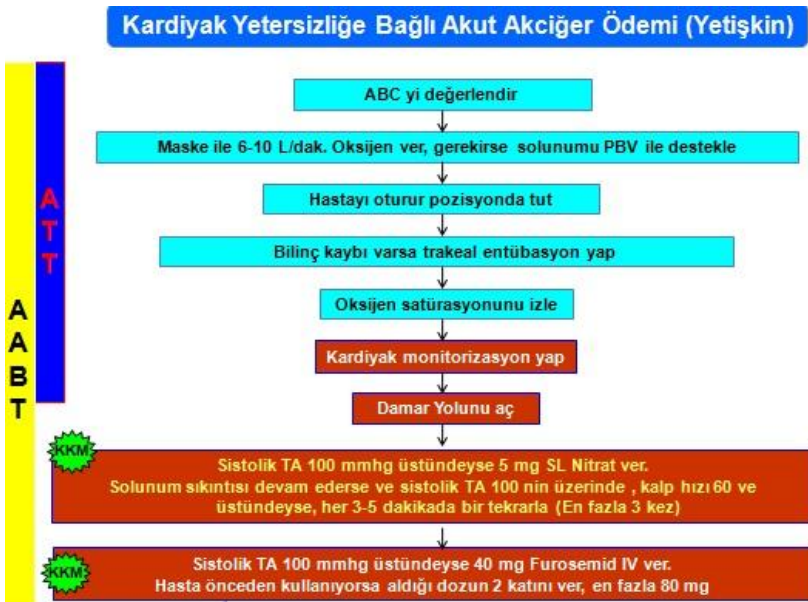 Kardiyak Yetersizliğe Bağlı Akut Akciğer Ödemi (Yetişkin)
ATT
AABT
ABC yi değerlendir
Maske ile 6-10 L/dak. Oksijen ver, gerekirse solunumu PBV ile destekle
Hastayı oturur pozisyonda tut
Bilinç kaybı varsa trakeal entübasyon yap
Oksijen satürasyonunu izle
Kardiyak monitorizasyon yap
Damar Yolunu aç
KKM
Sistolik TA 100 mmhg üstündeyse 5 mg SL Nitrat ver.
Solunum sıkıntısı devam ederse ve sistolik TA 100 nin üzerinde , kalp hızı 60 ve
üstündeyse, her 3-5 dakikada bir tekrarla (En fazla 3 kez)
KKM
Sistolik TA 100 mmhg üstündeyse 40 mg Furosemid IV ver.
Hasta önceden kullanıyorsa aldığı dozun 2 katını ver, en fazla 80 mg